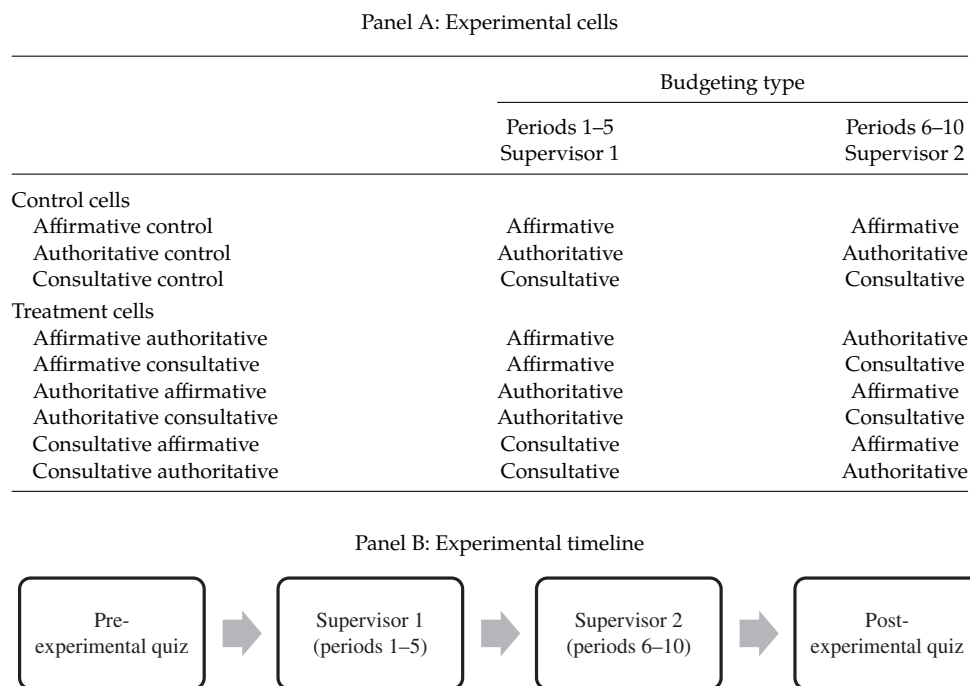 Panel A: Experimental cells
Budgeting type
Periods 1–5 Periods 6–10
Supervisor 1 Supervisor 2
Control cells
Affirmative control Affirmative Affirmative
Authoritative control Authoritative Authoritative
Consultative control Consultative Consultative
Treatment cells
Affirmative authoritative Affirmative Authoritative
Affirmative consultative Affirmative Consultative
Authoritative affirmative Authoritative Affirmative
Authoritative consultative Authoritative Consultative
Consultative affirmative Consultative Affirmative
Consultative authoritative Consultative Authoritative
Panel B: Experimental timeline
Pre-
experimental quiz
Supervisor 1
(periods 1–5)
Supervisor 2
(periods 6–10)
Post-
experimental quiz